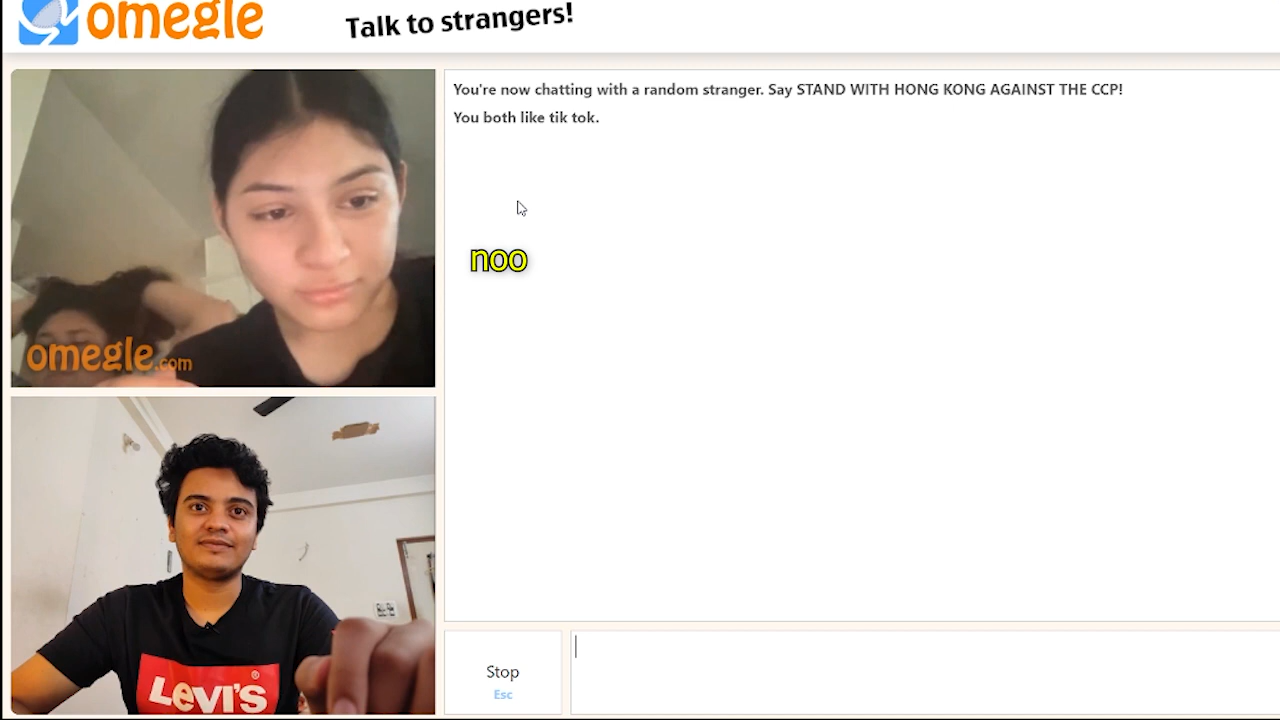 omegle
Talk to strangers!
You're now chatting with a random stranger. Say STAND WITH HONG KONG AGAINST THE CCP!
You both like tik tok.
noo
omegle.com
LEVI'S®
Stop
Esc